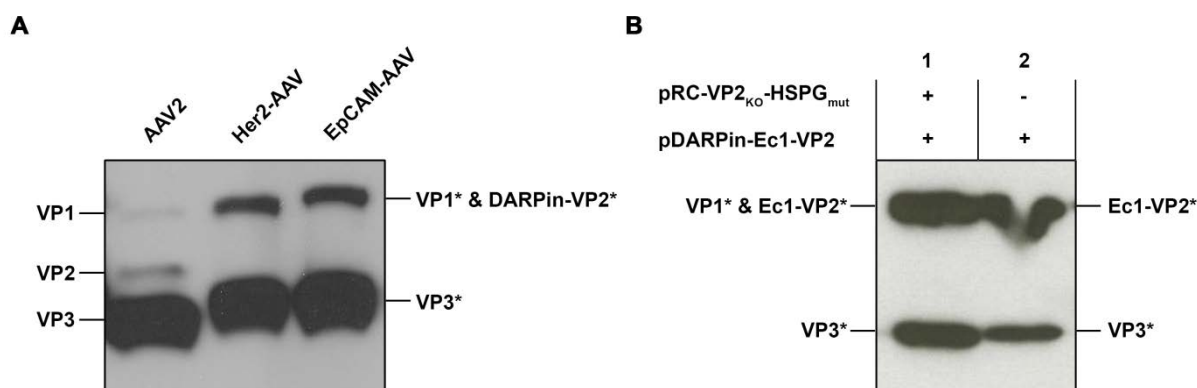 A
AAV2
Her2-AAV
EpCAM-AAV
VP1
VP2
VP3
VP1* & DARPin-VP2*
VP3*
B
1 2
pRC-VP2KO-HSPGmut + -
pDARPin-Ec1-VP2 + +
VP1* & Ec1-VP2*
Ec1-VP2*
VP3*
VP3*